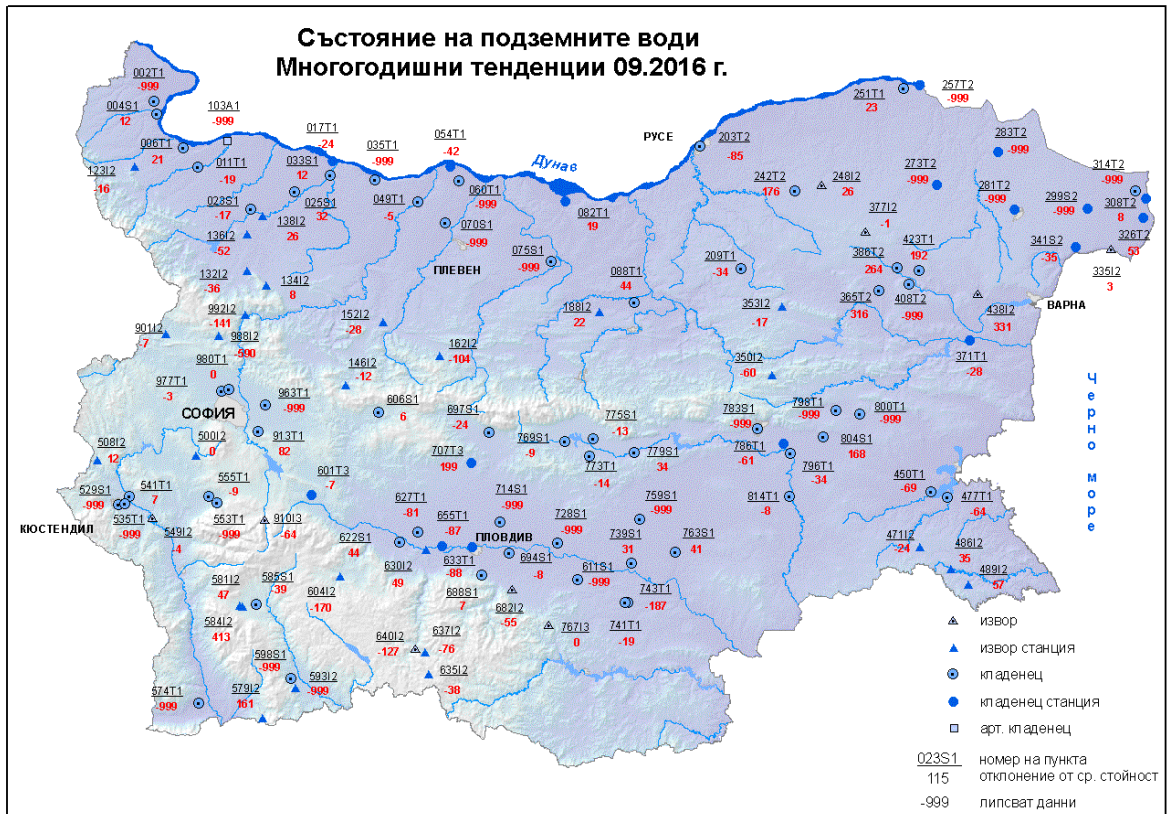 Състояние на подземните води
Многогодишни тенденции 09.2016 г.
002T1
-999
004S1
12
103A1
-999
006T1
21
011T1
-19
123I2
-16
017T1
-24
033S1
12
035T1
-999
054T1
-42
025S1
32
049T1
-5
060T1
-999
070S1
-999
023S1
-17
138I2
26
136I2
-52
132I2
-36
134I2
8
ПЛЕВЕН
075S1
-999
082T1
19
Дунав
РУСЕ
203T2
-85
251T1
23
257T2
-999
283T2
-999
242T2
176
248I2
26
273T2
-999
281T2
-999
299S2
-999
314T2
-999
308T2
8
326T2
53
335I2
3
341S2
-35
377I2
-1
423T1
192
386T2
264
408T2
-999
365T2
316
438I2
331
ВАРНА
371T1
-28
209T1
-34
088T1
44
188I2
22
353I2
-17
350I2
-60
152I2
-28
162I2
-104
146I2
-12
992I2
-141
901I2
-7
988I2
-590
980T1
0
977T1
-3
963T1
-999
СОФИЯ
606S1
6
697S1
-24
775S1
-13
769S1
-9
773T1
-14
779S1
34
783S1
-999
798T1
-999
800T1
-999
804S1
168
786T1
-61
796T1
-34
814T1
-8
450T1
-69
477T1
-64
471I2
-24
486I2
35
489I2
57
Черно море
508I2
12
500I2
0
913T1
82
601T3
-7
707T3
199
529S1
-999
541T1
7
555T1
-9
КЮСТЕНДИЛ
535T1
-999
549I2
-4
553T1
-999
910I3
-64
627T1
-81
655T1
-87
714S1
-999
728S1
-999
759S1
-999
739S1
31
763S1
41
622S1
44
630I2
49
633T1
-88
ПЛОВДИВ
694S1
-8
611S1
-999
688S1
7
682I2
-55
743T1
-187
741T1
-19
767I3
0
581I2
47
585S1
39
604I2
-170
584I2
413
640I2
-127
637I2
-76
635I2
-38
598S1
-999
593I2
-999
574T1
-999
579I2
161
извор
извор станция
кладенец
кладенец станция
арт. кладенец
023S1 номер на пункта
115 отклонение от ср. стойност
-999 липсват данни